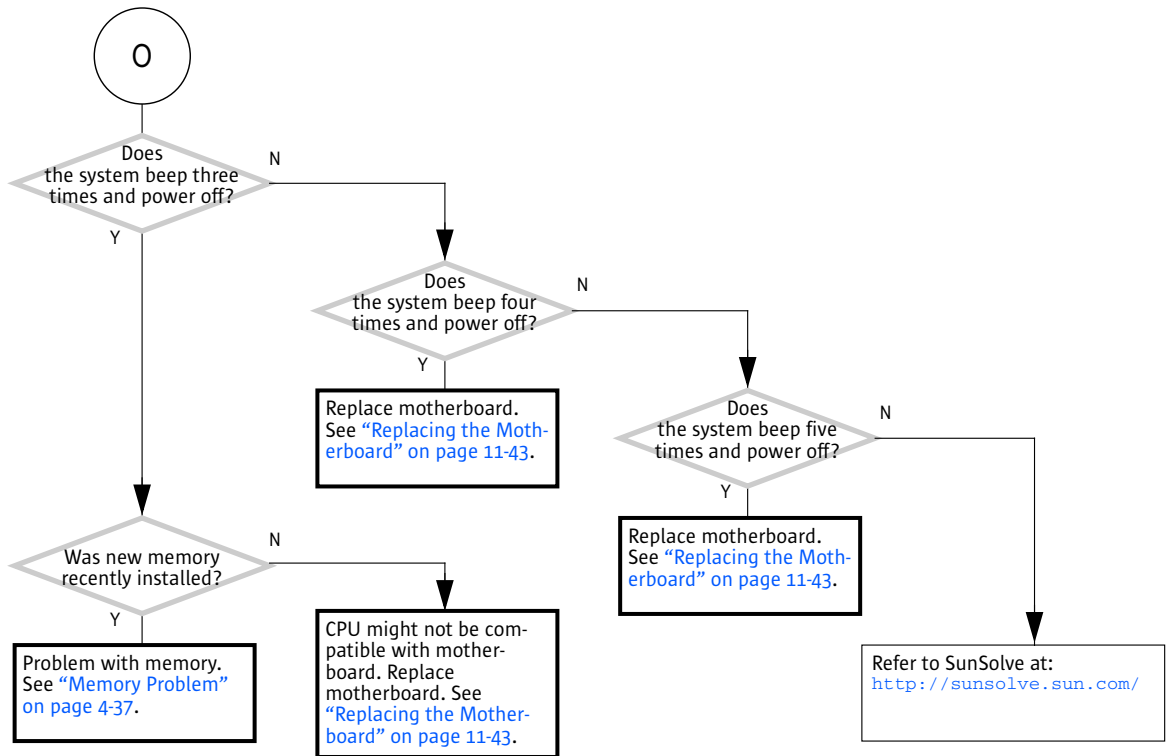 O
Does
the system beep three
times and power off?
N
Y
Does
the system beep four
times and power off?
N
Y
Replace motherboard.
See “Replacing the Moth-
erboard” on page 11-43.
Does
the system beep five
times and power off?
N
Y
Replace motherboard.
See “Replacing the Moth-
erboard” on page 11-43.
Was new memory
recently installed?
N
Y
Problem with memory.
See “Memory Problem”
on page 4-37.
CPU might not be com-
patible with mother-
board. Replace
motherboard. See
“Replacing the Mother-
board” on page 11-43.
Refer to SunSolve at:
http://sunsolve.sun.com/